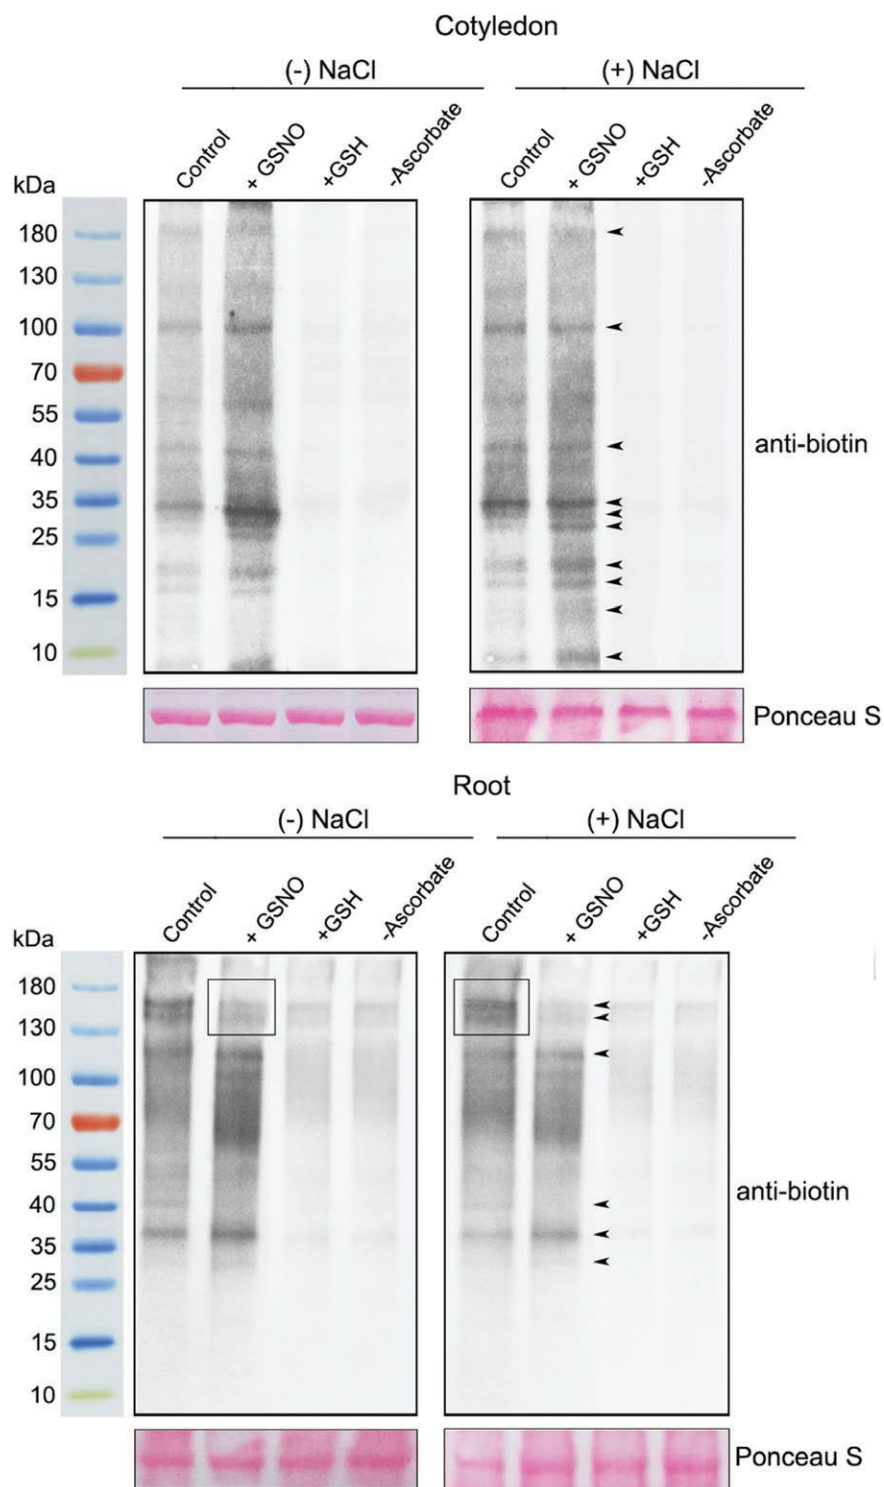 Cotyledon
(-) NaCl
(+) NaCl
Control
+ GSNO
+GSH
-Ascorbate
Control
+ GSNO
+GSH
-Ascorbate
kDa
180
130
100
70
55
40
35
25
15
10
anti-biotin
Ponceau S
Root
(-) NaCl
(+) NaCl
Control
+ GSNO
+GSH
-Ascorbate
Control
+ GSNO
+GSH
-Ascorbate
kDa
180
130
100
70
55
40
35
25
15
10
anti-biotin
Ponceau S